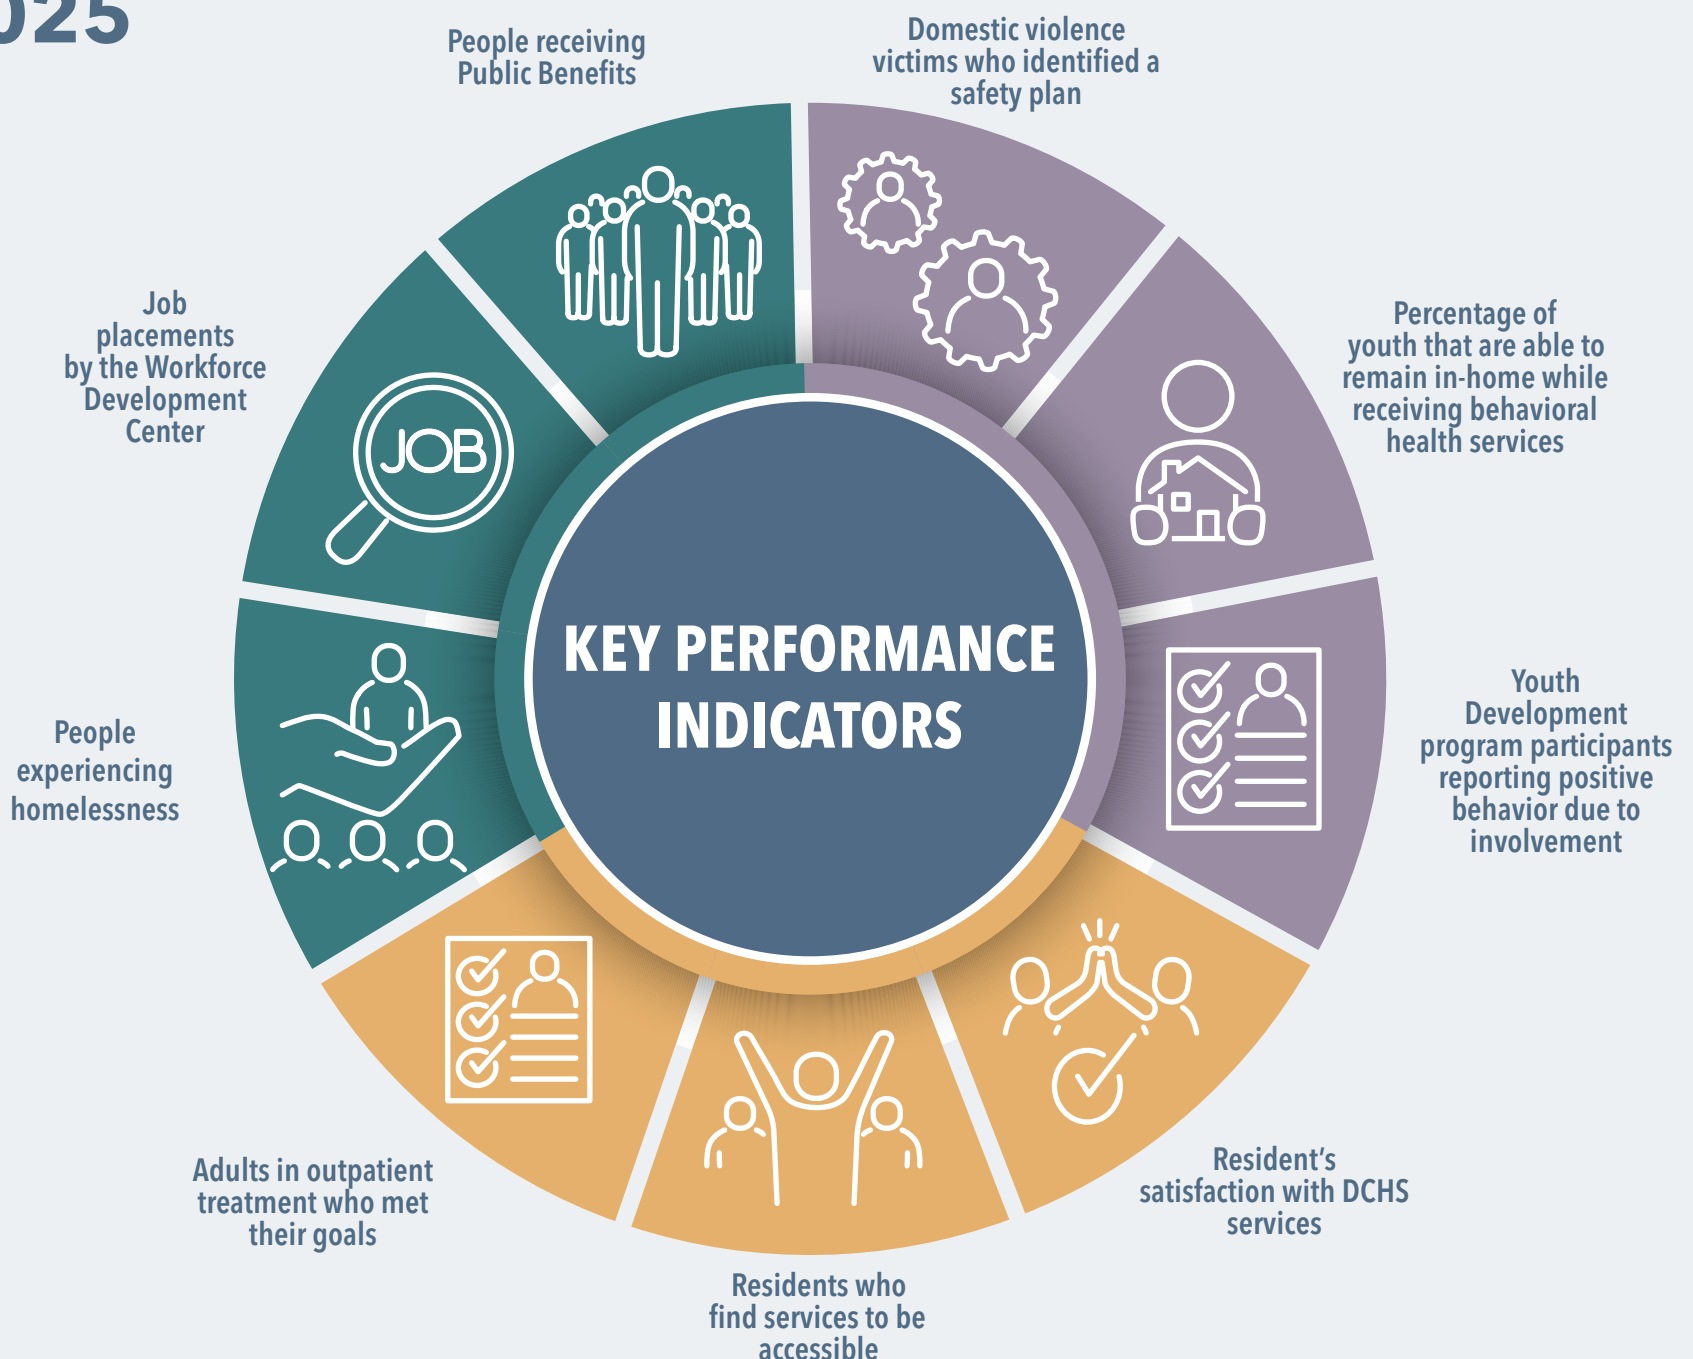 025
People receiving
Public Benefits
Domestic violence
victims who identified a
safety plan
Percentage of
youth that are able to
remain in-home while
receiving behavioral
health services
Youth
Development
program participants
reporting positive
behavior due to
involvement
Resident's
satisfaction with DCHS
services
Residents who
find services to be
accessible
Adults in outpatient
treatment who met
their goals
People
experiencing
homelessness
Job
placements
by the Workforce
Development
Center
JOB
KEY PERFORMANCE
INDICATORS